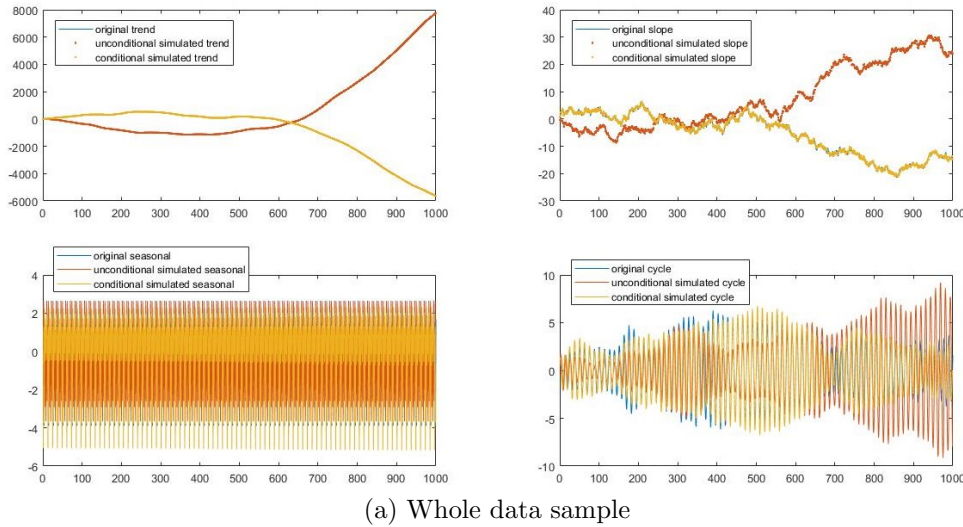 original trend
unconditional simulated trend
conditional simulated trend
8000
6000
4000
2000
0
-2000
-4000
-6000
0 100 200 300 400 500 600 700 800 900 1000
original slope
unconditional simulated slope
conditional simulated slope
40
30
20
10
0
-10
-20
-30
0 100 200 300 400 500 600 700 800 900 1000
original seasonal
unconditional simulated seasonal
conditional simulated seasonal
4
2
0
-2
-4
-6
0 100 200 300 400 500 600 700 800 900 1000
original cycle
unconditional simulated cycle
conditional simulated cycle
10
5
0
-5
-10
0 100 200 300 400 500 600 700 800 900 1000
(a) Whole data sample